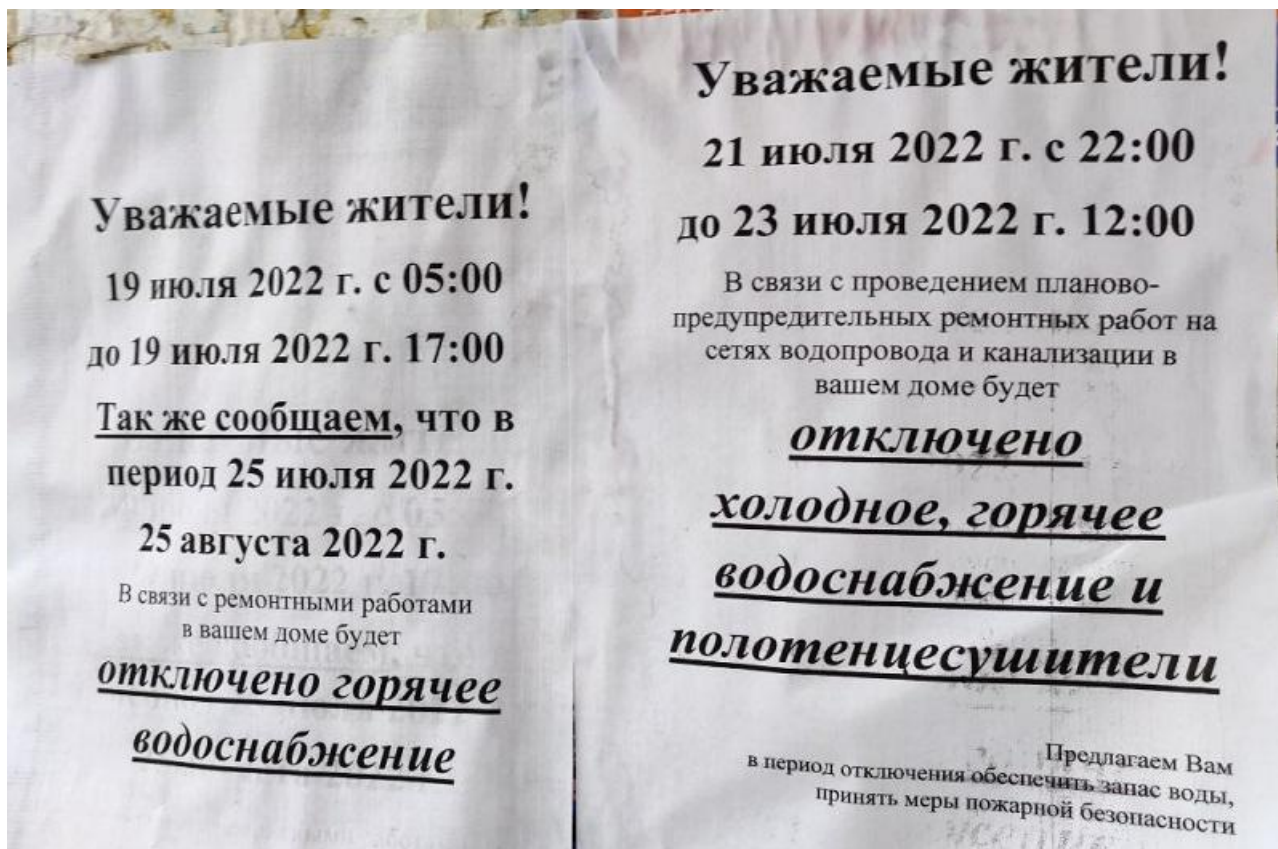 Уважаемые жители!
19 июля 2022 г. с 05:00
до 19 июля 2022 г. 17:00
Так же сообщаем, что в
период 25 июля 2022 г.
25 августа 2022 г.
В связи с ремонтными работами
в вашем доме будет
отключено горячее
водоснабжение
Уважаемые жители!
21 июля 2022 г. с 22:00
до 23 июля 2022 г. 12:00
В связи с проведением планово-
предупредительных ремонтных работ на
сетях водопровода и канализации в
вашем доме будет
отключено
холодное, горячее
водоснабжение и
полотенцесушители
Предлагаем Вам
в период отключения обеспечить запас воды,
принять меры пожарной безопасности